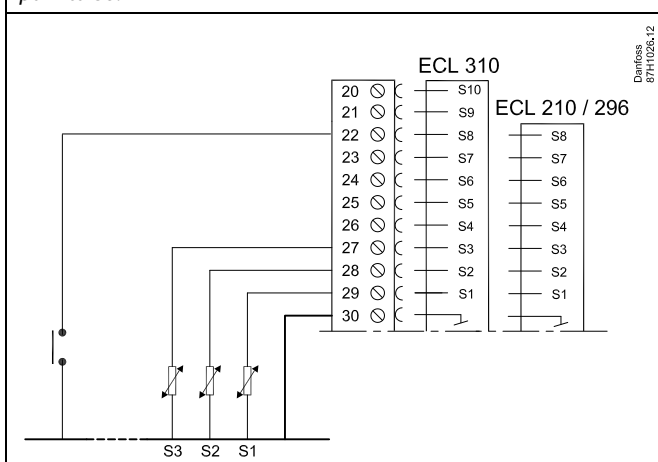 Danfoss
87H1026.12
ECL 310
ECL 210 / 296
20 S10
21 S9
22 S8 S8
23 S7 S7
24 S6 S6
25 S5 S5
26 S4 S4
27 S3 S3
28 S2 S2
29 S1 S1
30
S3 S2 S1